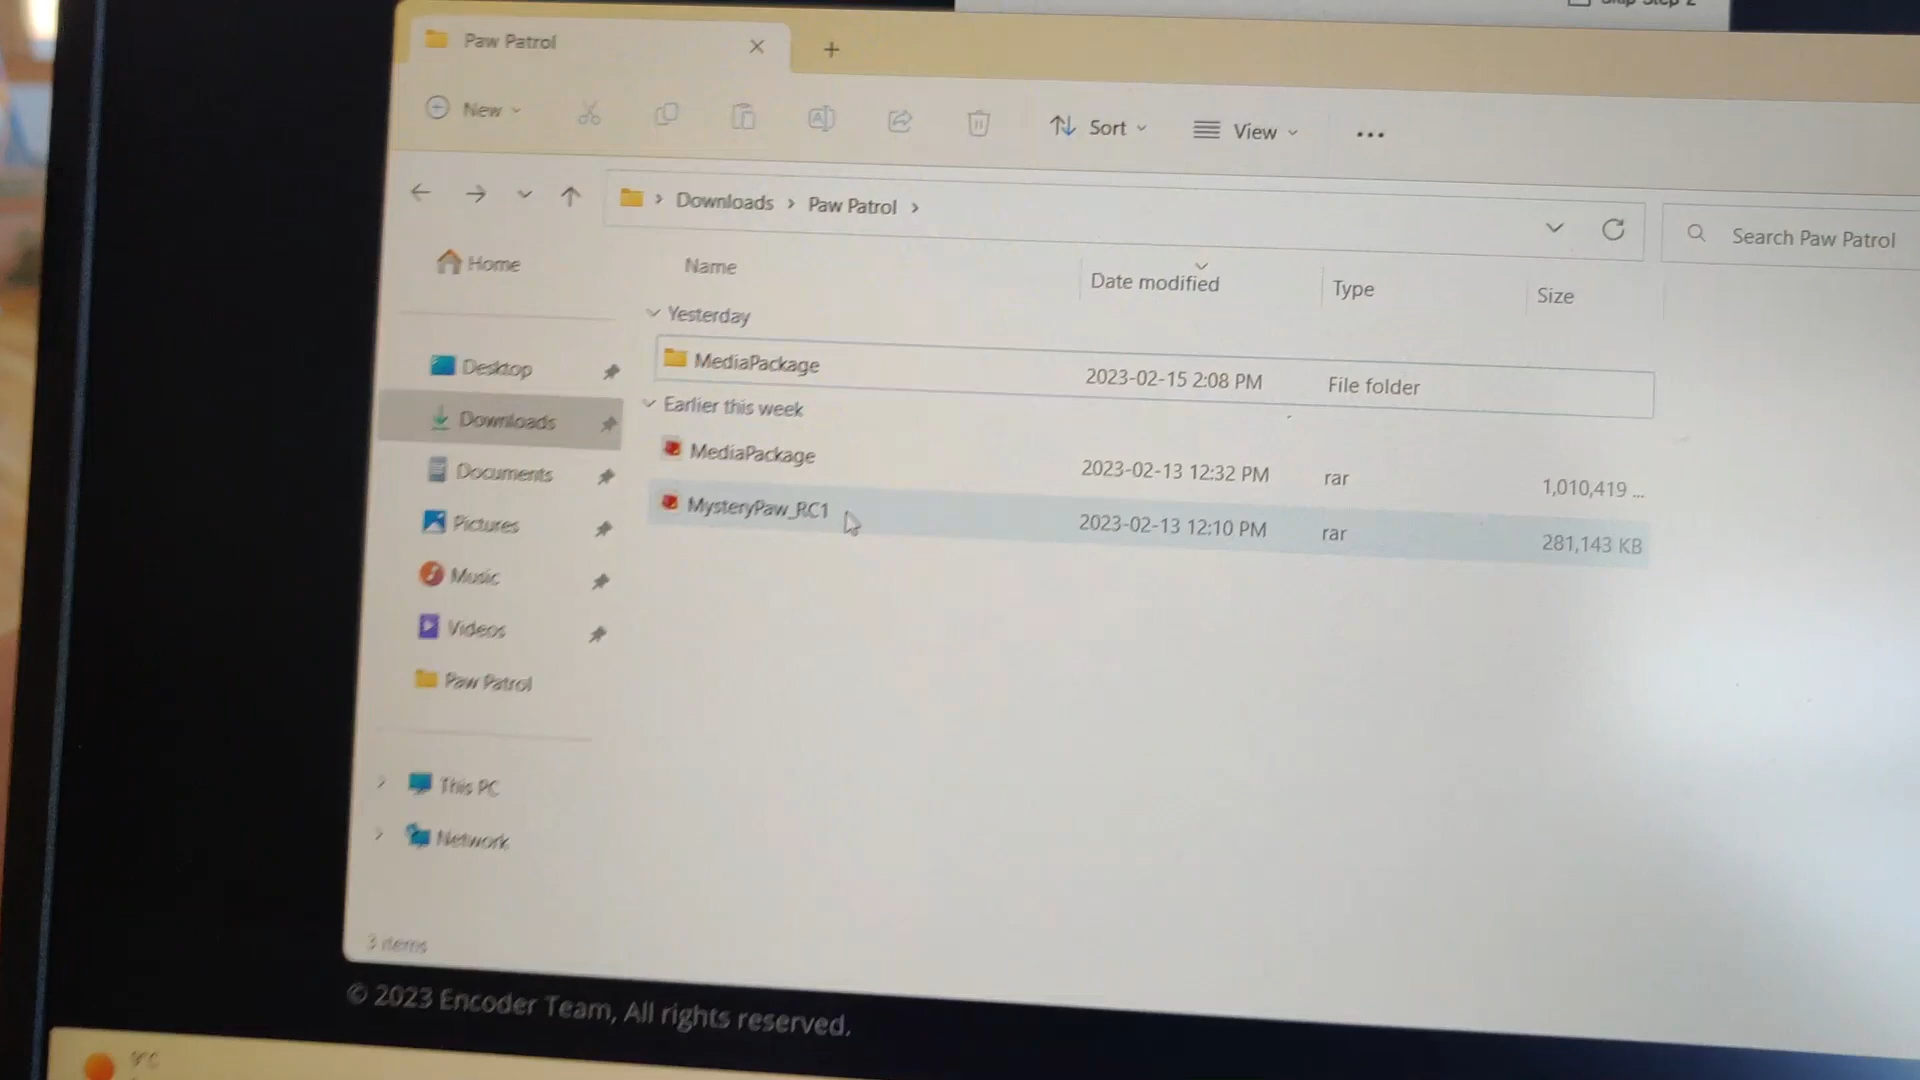 Paw Patrol
New
Sort
View
Downloads > Paw Patrol >
Search Paw Patrol
Home
Desktop
Downloads
Documents
Pictures
Music
Videos
Paw Patrol
This PC
Network
Name
Date modified
Type
Size
Yesterday
MediaPackage 2023-02-15 2:08 PM File folder
Earlier this week
MediaPackage 2023-02-13 12:32 PM rar 1,010,419 ...
MysteryPaw_RC1 2023-02-13 12:10 PM rar 281,143 KB
3 items
© 2023 Encoder Team, All rights reserved.
9°C